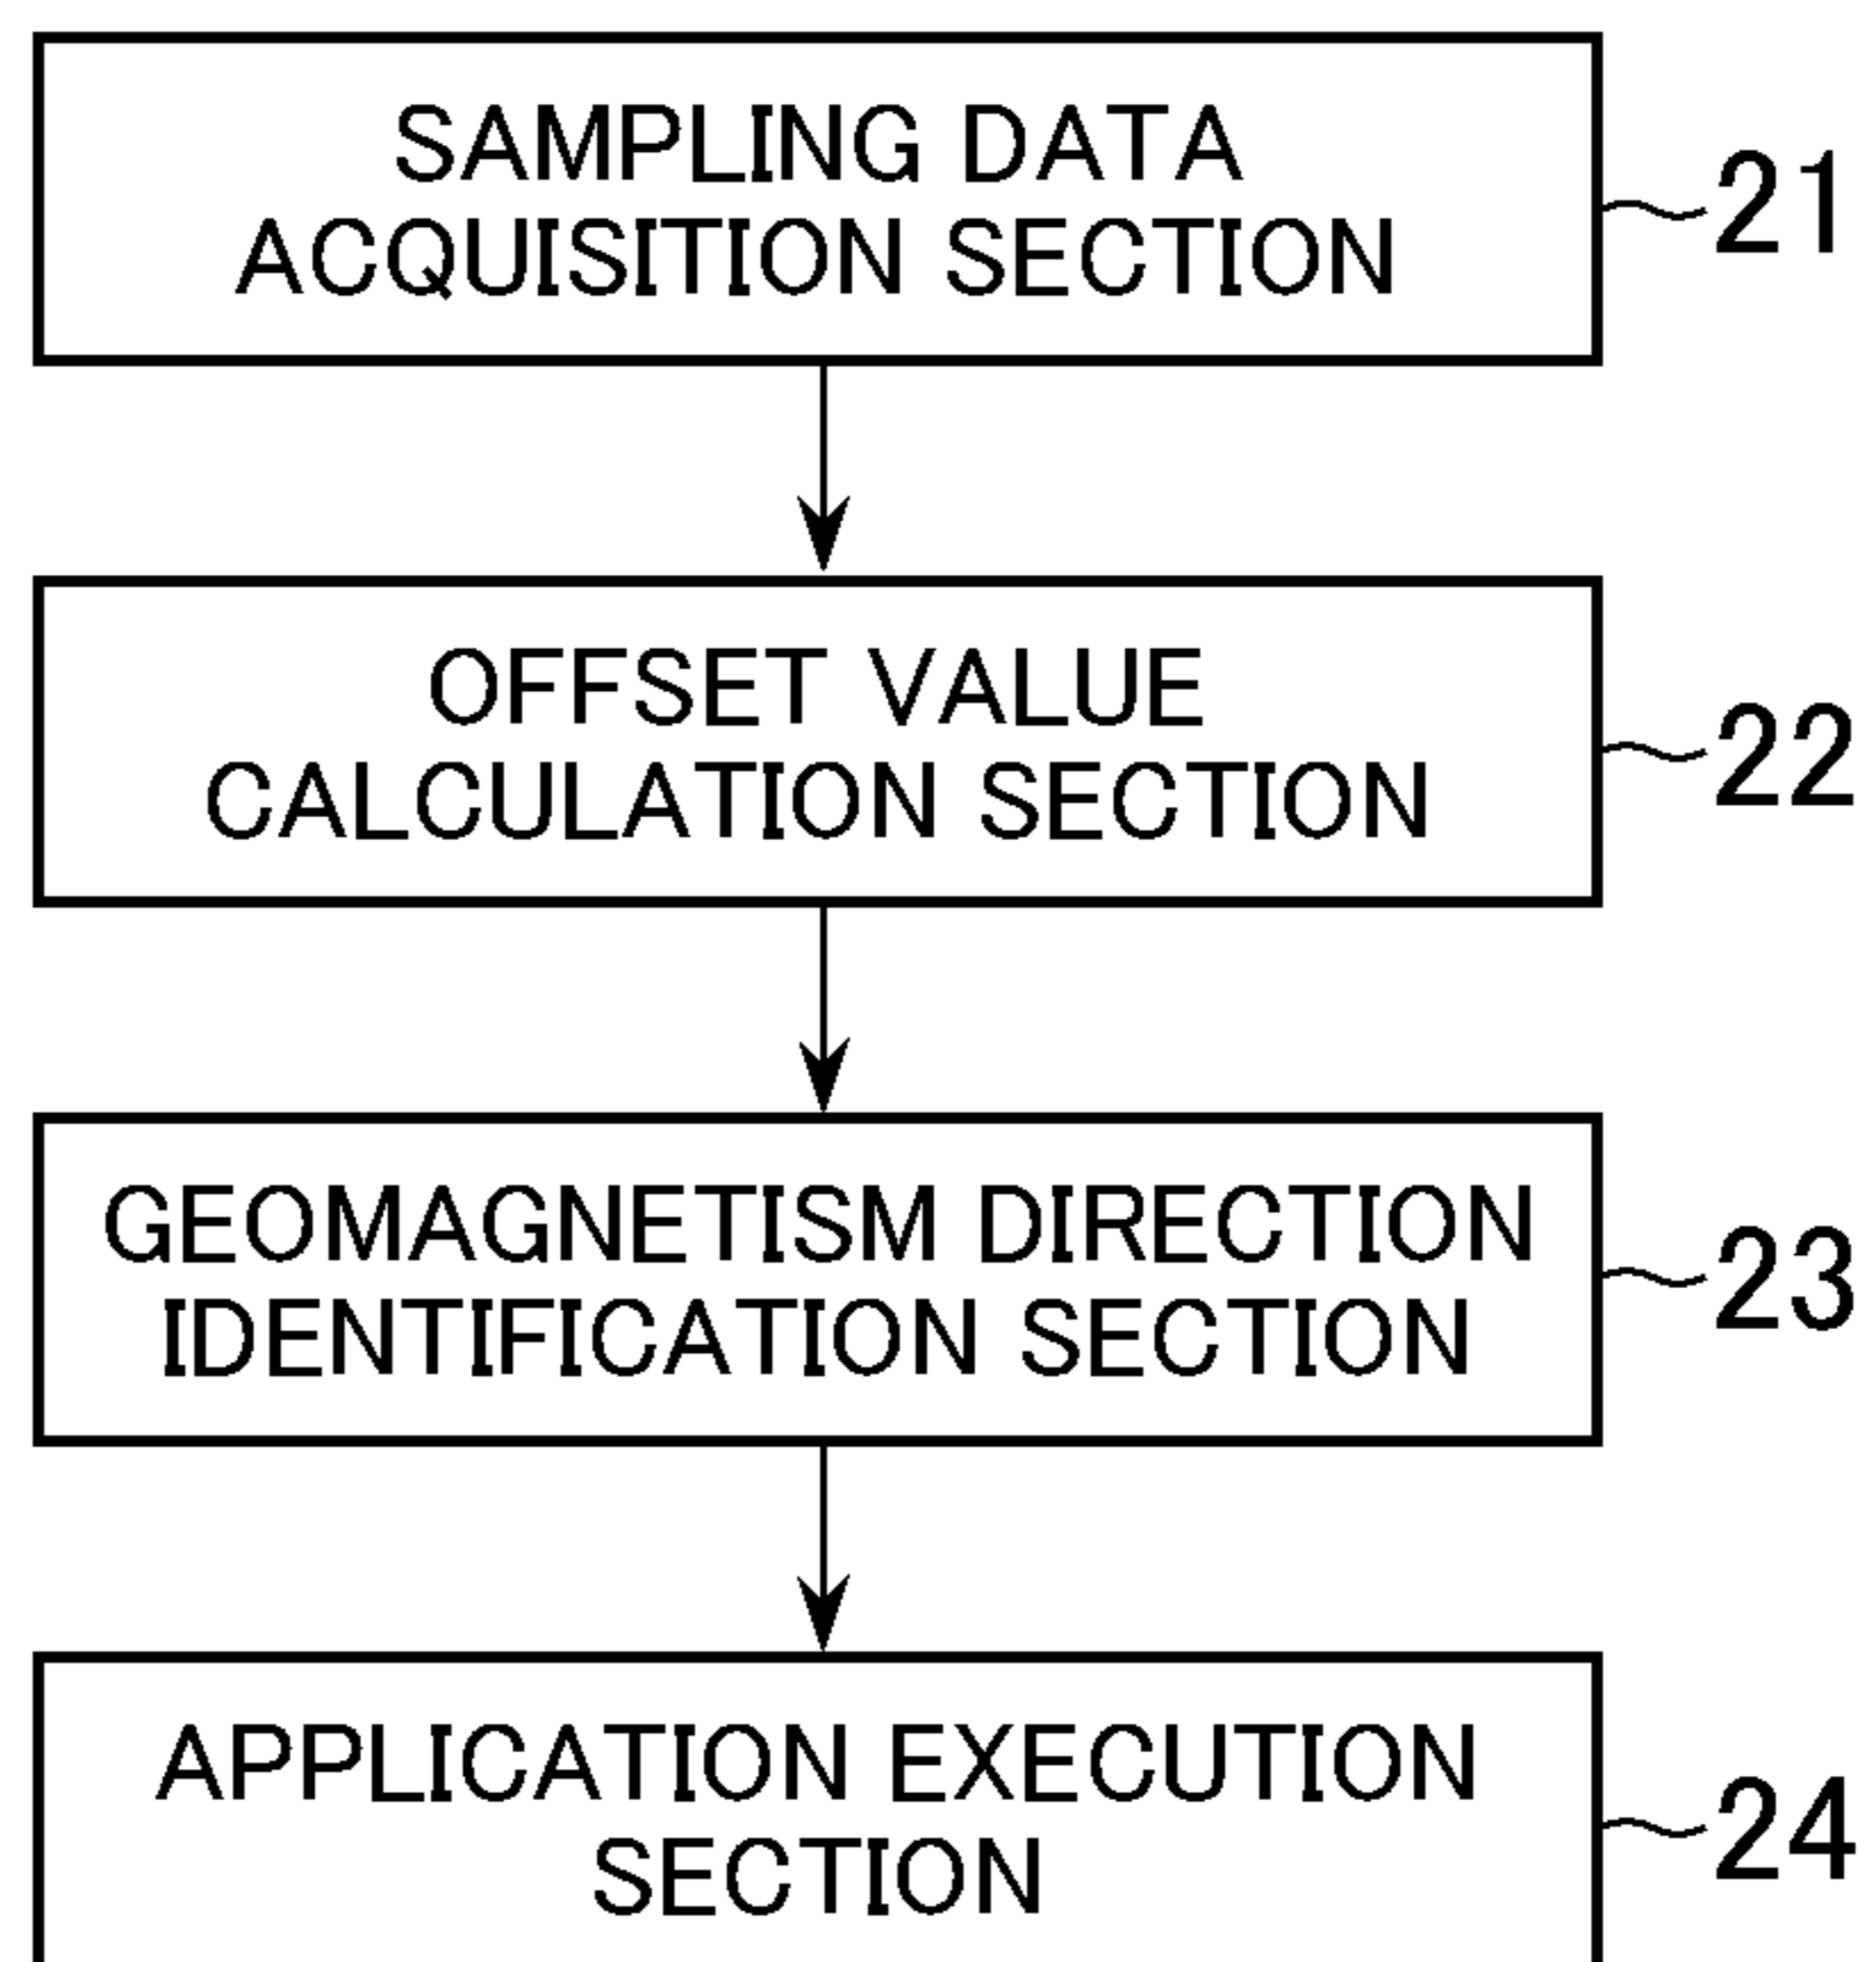 SAMPLING DATA
ACQUISITION SECTION
21
OFFSET VALUE
CALCULATION SECTION
22
GEOMAGNETISM DIRECTION
IDENTIFICATION SECTION
23
APPLICATION EXECUTION
SECTION
24